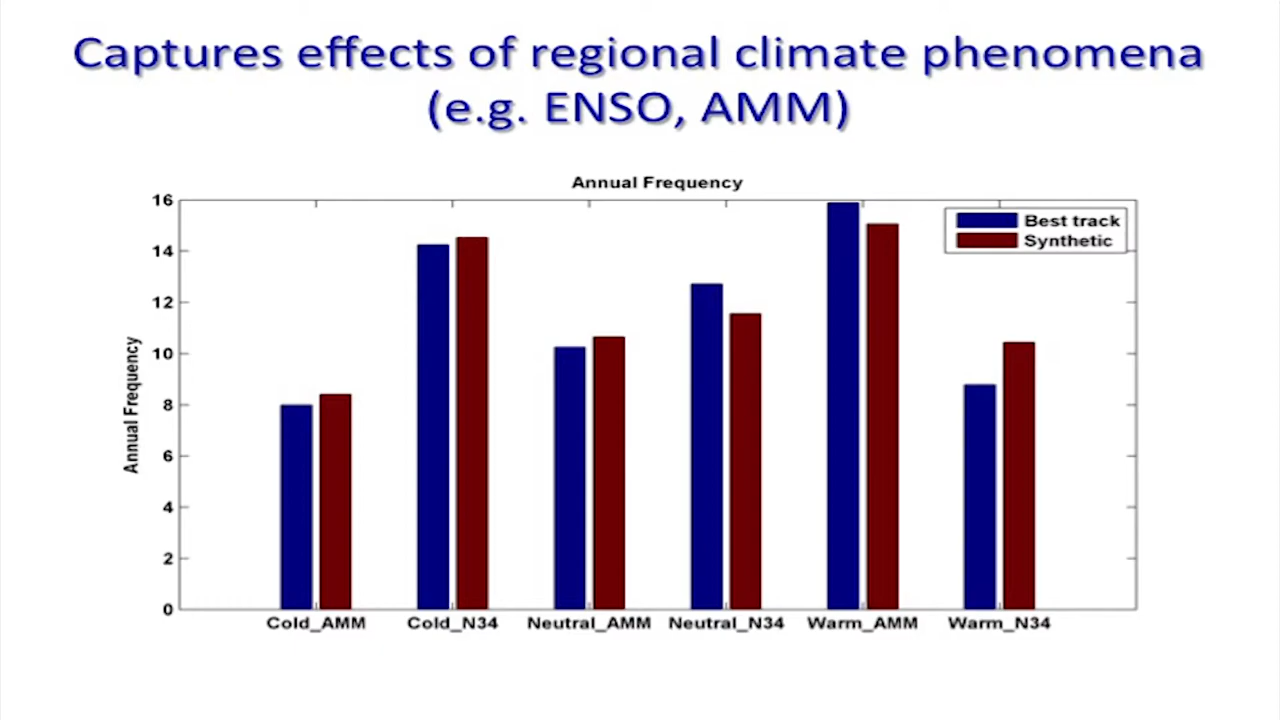 Captures effects of regional climate phenomena
(e.g. ENSO, AMM)
Annual Frequency
Best track
Synthetic
Annual Frequency
16
14
12
10
8
6
4
2
0
Cold_AMM Cold_N34 Neutral_AMM Neutral_N34 Warm_AMM Warm_N34